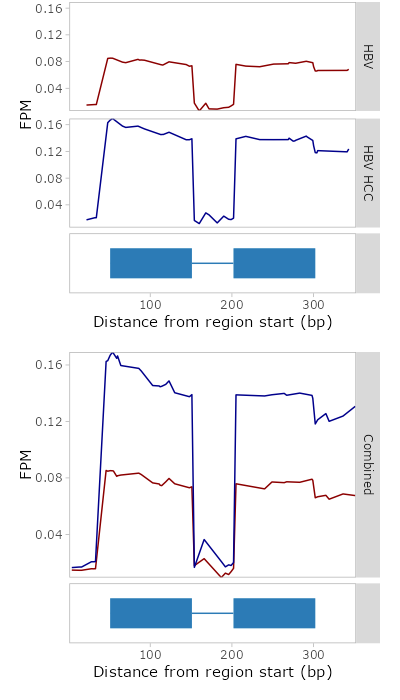 0.16
0.12
0.08
0.04
HBV
FPM
0.16
0.12
0.08
0.04
HBV HCC
100 200 300
Distance from region start (bp)
0.16
0.12
0.08
0.04
FPM
Combined
100 200 300
Distance from region start (bp)